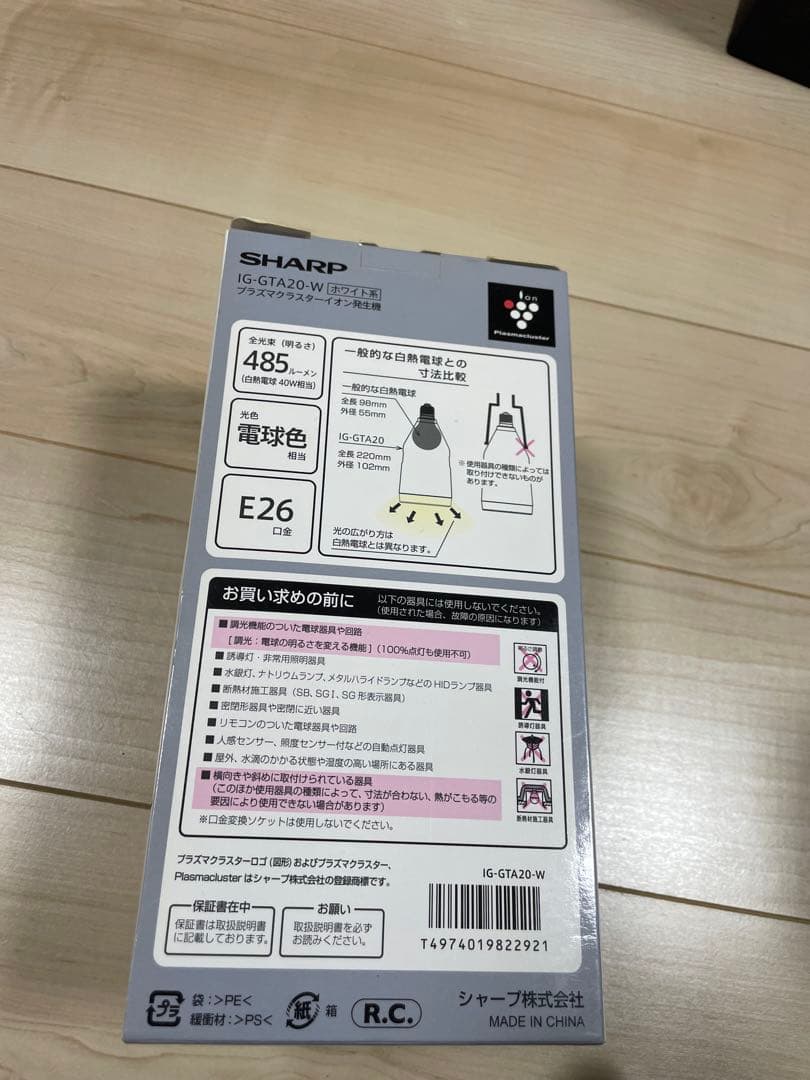 SHARP
IG-GTA20-W ホワイト系
プラズマクラスターイオン発生機
Ion
Plasmacluster
全光束（明るさ）
485ルーメン
（白熱電球 40W相当）
光色
電球色
相当
E26
口金
一般的な白熱電球との
寸法比較
一般的な白熱電球
全長 98mm
外径 55mm
IG-GTA20
全長 220mm
外径 102mm
光の広がり方は
白熱電球とは異なります。
※使用器具の種類によっては
取り付けできないものが
あります。
お買い求めの前に
以下の器具には使用しないでください。
（使用された場合、故障の原因になります）
■調光機能のついた電球器具や回路
［調光：電球の明るさを変える機能］（100%点灯も使用不可）
■誘導灯・非常用照明器具
■水銀灯、ナトリウムランプ、メタルハライドランプなどのHIDランプ器具
■断熱材施工器具（SB、SGI、SG形表示器具）
■密閉形器具や密閉に近い器具
■リモコンのついた電球器具や回路
■人感センサー、照度センサー付などの自動点灯器具
■屋外、水滴のかかる状態や湿度の高い場所にある器具
■横向きや斜めに取付けられている器具
（このほか使用器具の種類によって、寸法が合わない、熱がこもる等の
要因により使用できない場合があります）
※口金変換ソケットは使用しないでください。
明るさ調節
調光機能付
誘導灯器具
水銀灯器具
断熱材施工器具
プラズマクラスターロゴ（図形）およびプラズマクラスター、
Plasmacluster はシャープ株式会社の登録商標です。
保証書在中
保証書は取扱説明書
に記載しております。
お願い
取扱説明書を必ず
お読みください。
IG-GTA20-W
T4974019822921
プラ
袋：>PE<
緩衝材：>PS<
紙
箱
R.C.
シャープ株式会社
MADE IN CHINA